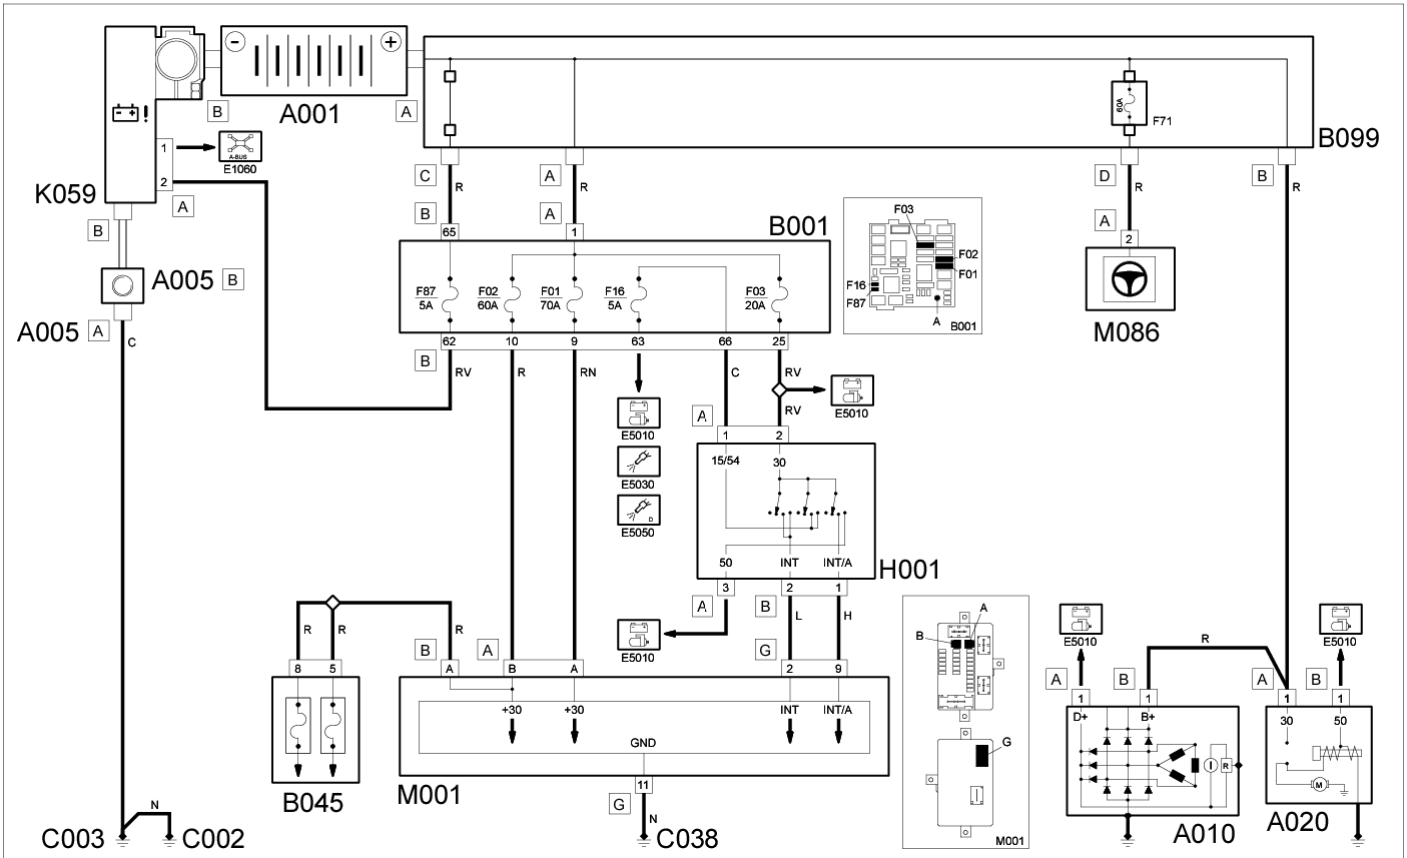 − +
B A001 A
60A F71
B099
1 A-BUS
E1060
K059 2 A
C R A R D R B R
B A A
65 1 B001 2
B
A005 B
A005 A
C
F87 5A F02 60A F01 70A F16 5A F03 20A
F03
F02
F01
F16
F87
A B001
M086
B 62 10 9 63 66 25
RV R RN C RV
RV
E5010
E5010
A 1 2
15/54 30
E5030
D
E5050
50 INT INT/A
H001
3 2 1
A B
L H
E5010
R R R
B A G
8 5 A B A 2 9
+30 +30 INT INT/A
GND
B045 M001
11
G N
C038
A
B
G
M001
E5010 E5010
R
A B A B
1 1 1 1
D+ B+ 30 50
I R M
A010 A020
N
C003 C002